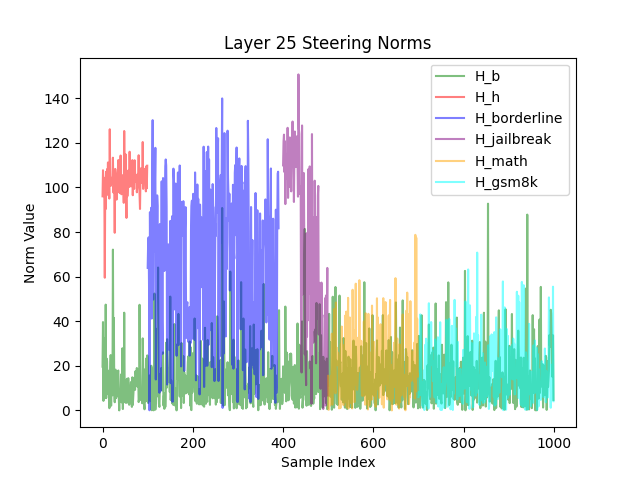 Layer 25 Steering Norms
H_b
H_h
H_borderline
H_jailbreak
H_math
H_gsm8k
Norm Value
140
120
100
80
60
40
20
0
0 200 400 600 800 1000
Sample Index